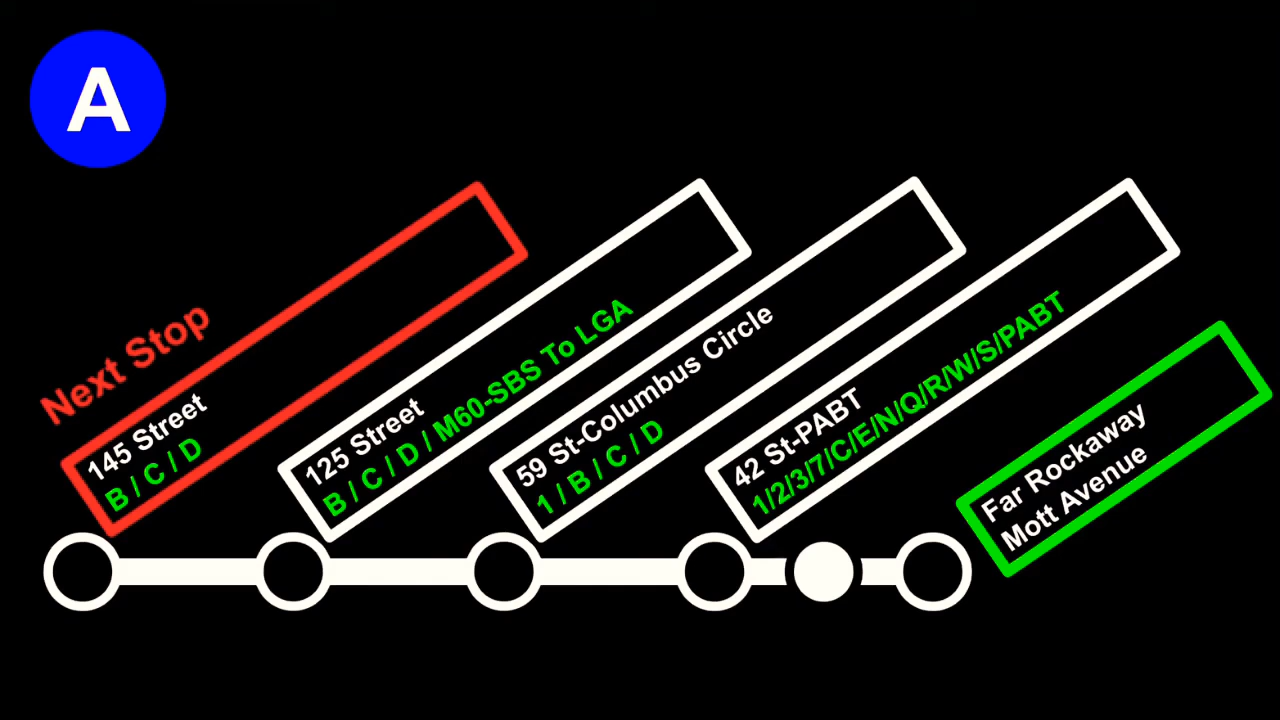 A
Next Stop
145 Street
B / C / D
125 Street
B / C / D / M60-SBS To LGA
59 St-Columbus Circle
1 / B / C / D
42 St-PABT
1/2/3/7/C/E/N/Q/R/W/S/PABT
Far Rockaway
Mott Avenue